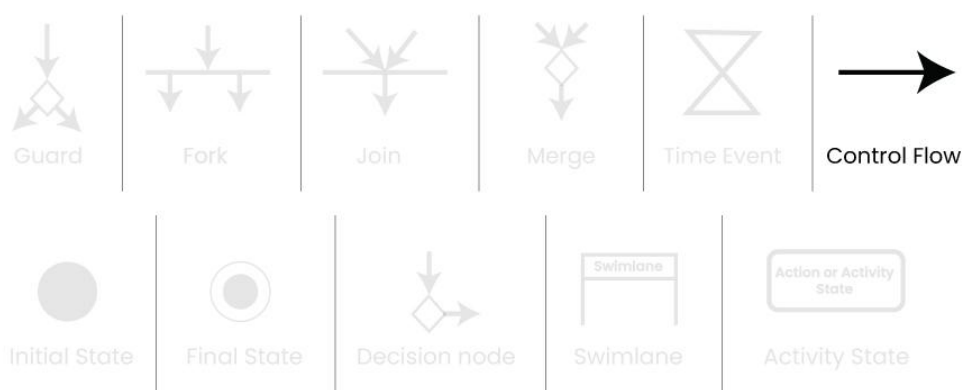 Guard
Fork
Join
Merge
Time Event
Control Flow
Swimlane
Action or Activity
State
Initial State
Final State
Decision node
Swimlane
Activity State